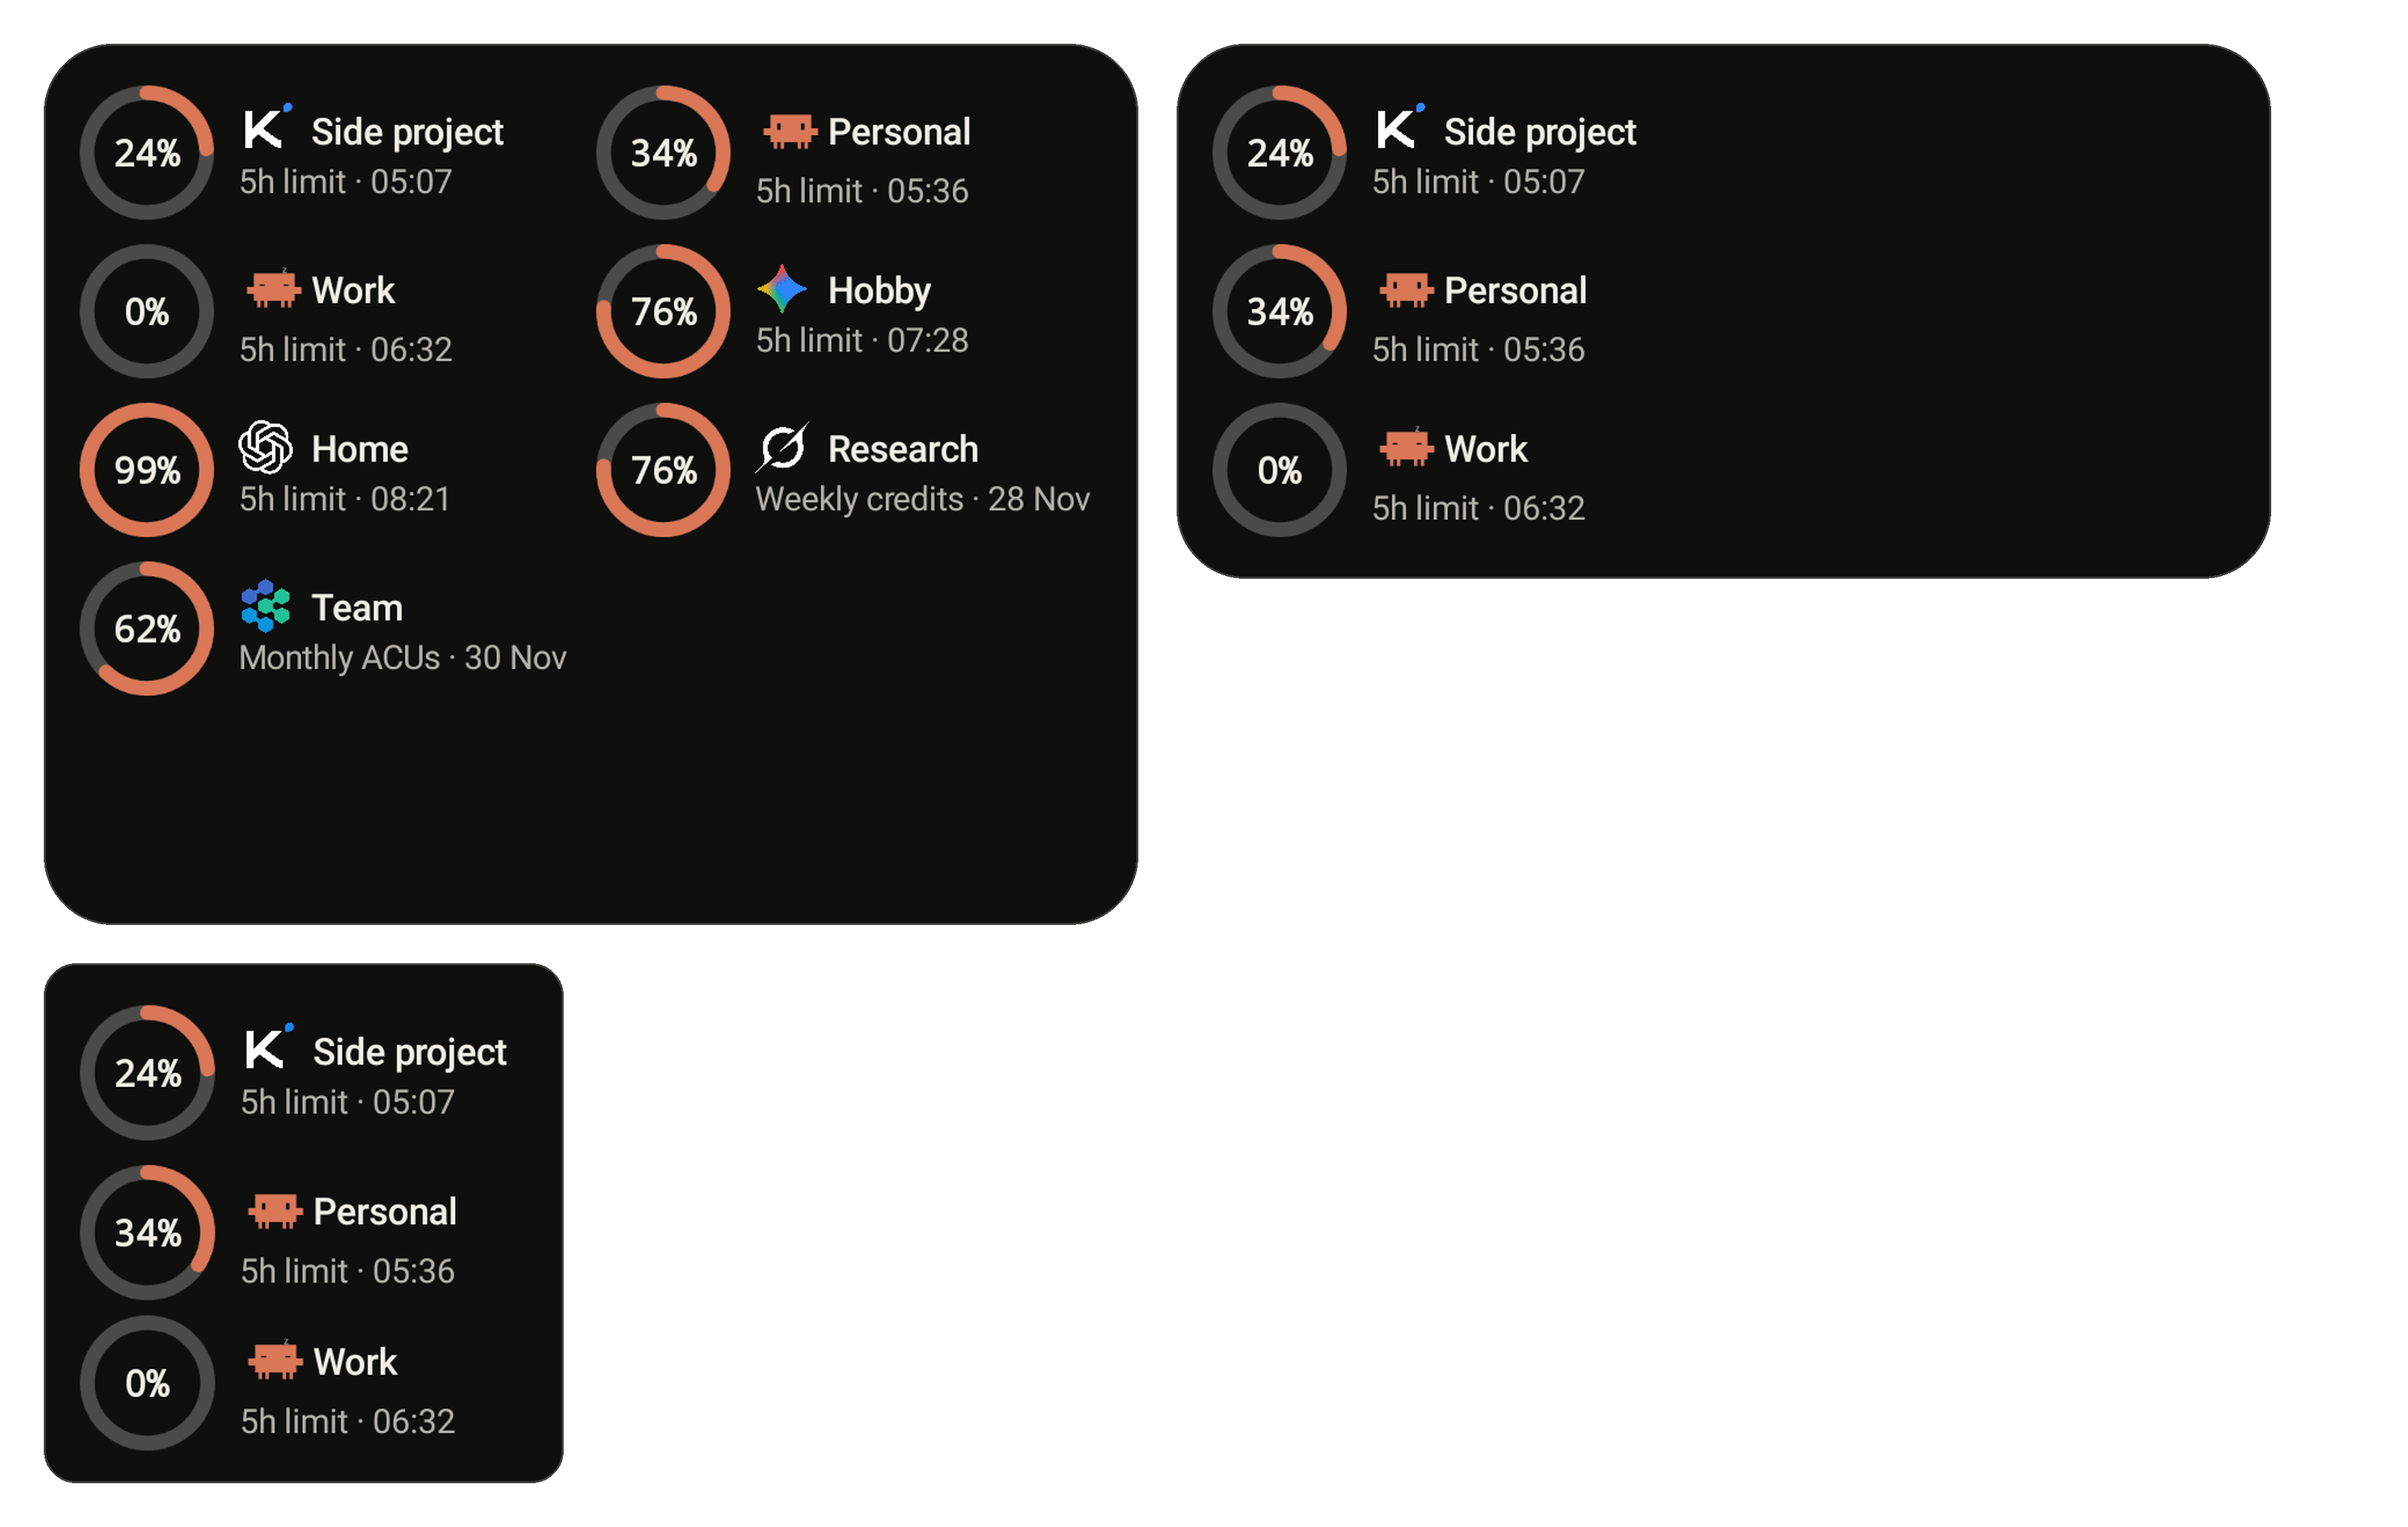 24%
Side project
5h limit · 05:07
34%
Personal
5h limit · 05:36
0%
z
Work
5h limit · 06:32
76%
Hobby
5h limit · 07:28
99%
Home
5h limit · 08:21
76%
Research
Weekly credits · 28 Nov
62%
Team
Monthly ACUs · 30 Nov
24%
Side project
5h limit · 05:07
34%
Personal
5h limit · 05:36
0%
z
Work
5h limit · 06:32
24%
Side project
5h limit · 05:07
34%
Personal
5h limit · 05:36
0%
z
Work
5h limit · 06:32